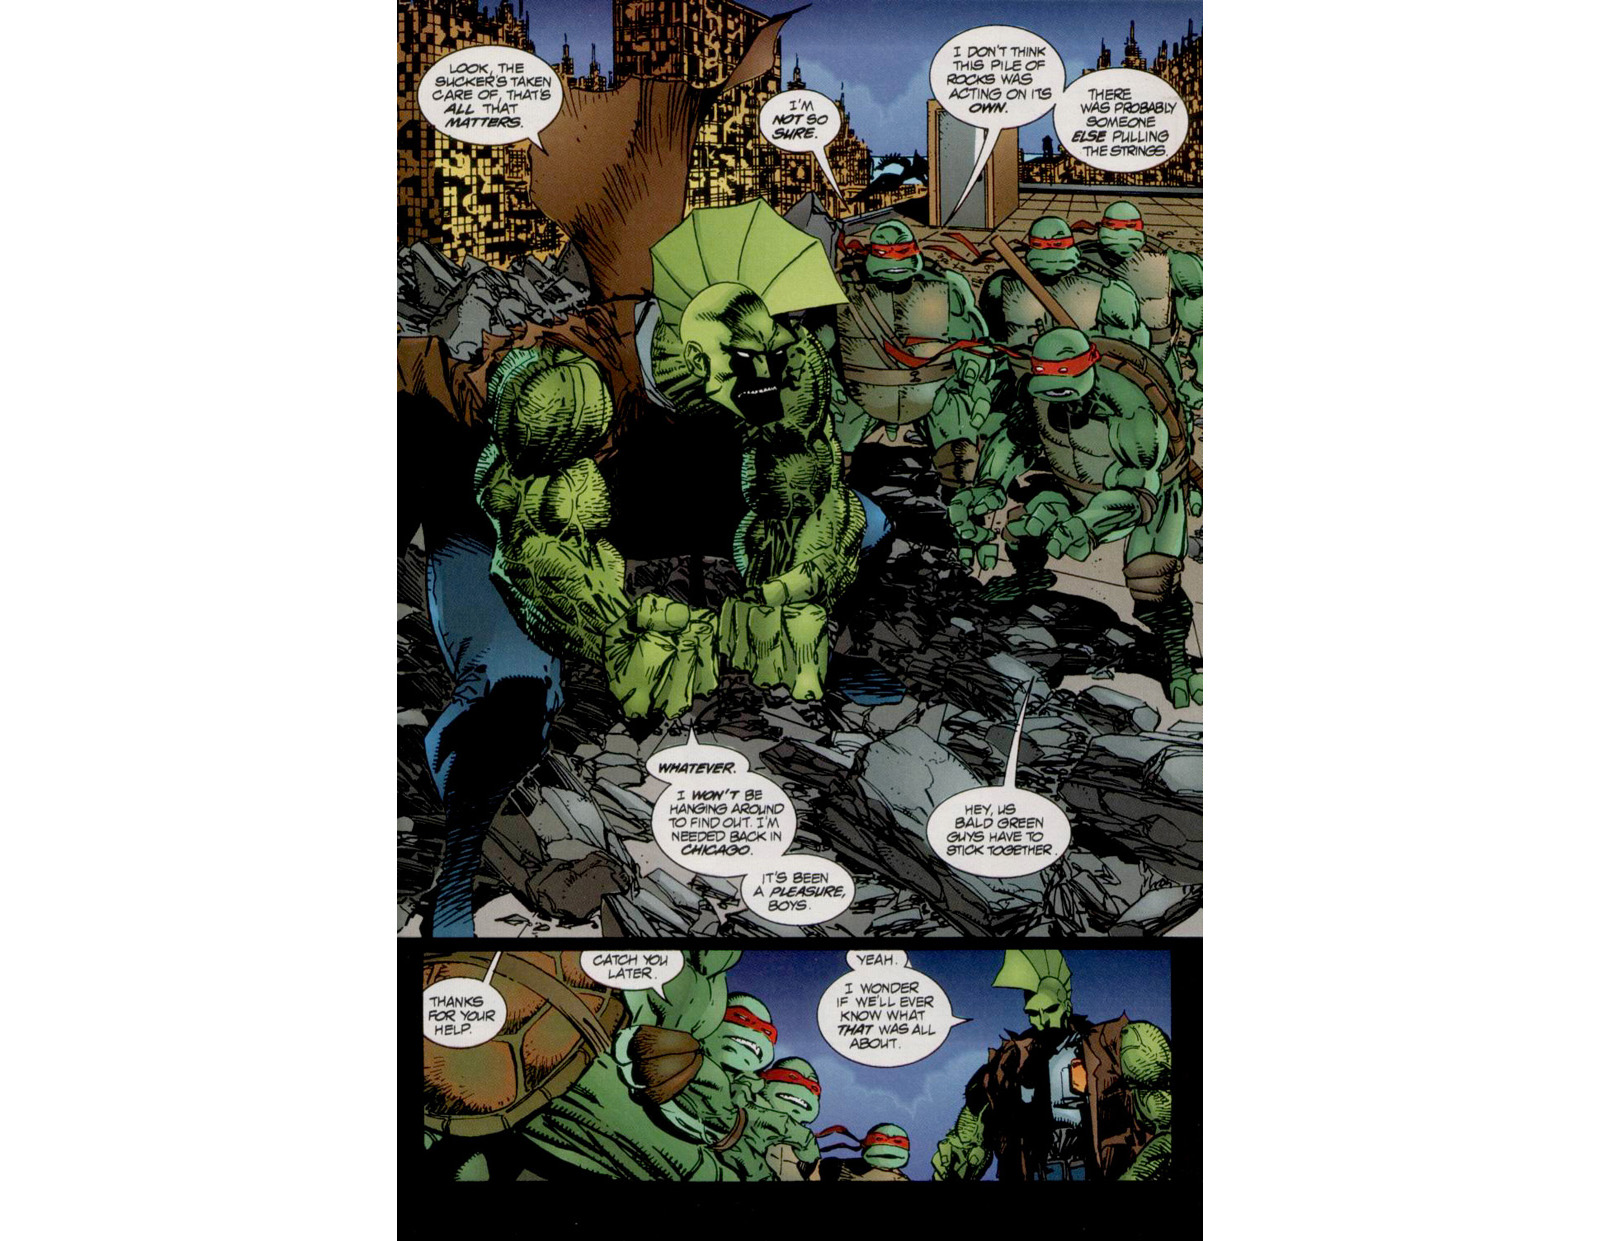 LOOK, THE
SUCKER'S TAKEN
CARE OF, THAT'S
ALL THAT
MATTERS.
I'M
NOT SO
SURE.
I DON'T THINK
THIS PILE OF
ROCKS WAS
ACTING ON ITS
OWN.
THERE
WAS PROBABLY
SOMEONE
ELSE PULLING
THE STRINGS.
WHATEVER.
I WON'T BE
HANGING AROUND
TO FIND OUT. I'M
NEEDED BACK IN
CHICAGO.
IT'S BEEN
A PLEASURE,
BOYS.
HEY, US
BALD GREEN
GUYS HAVE TO
STICK TOGETHER.
THANKS
FOR YOUR
HELP.
CATCH YOU
LATER.
YEAH.
I WONDER
IF WE'LL EVER
KNOW WHAT
THAT WAS ALL
ABOUT.